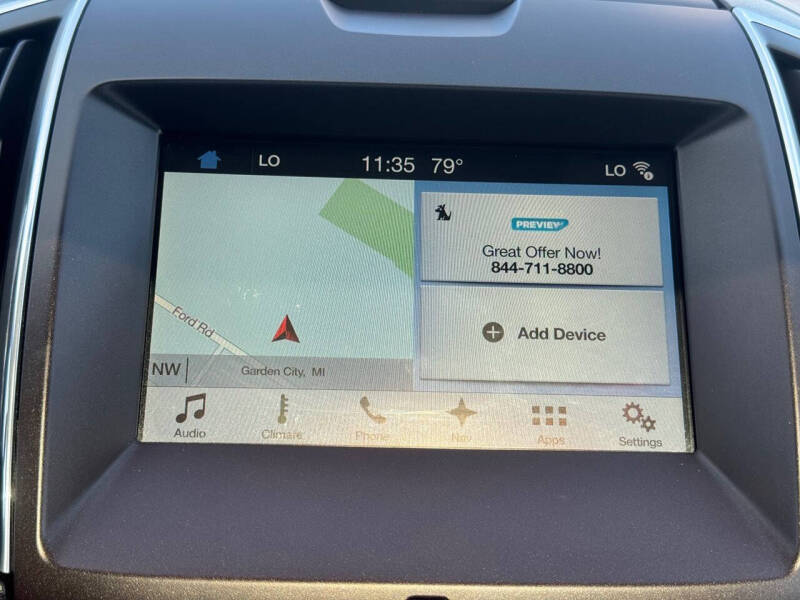 LO 11:35 79° LO
PREVIEW
Great Offer Now!
844-711-8800
Ford Rd
Add Device
NW Garden City, MI
Audio Climate Phone Nav Apps Settings